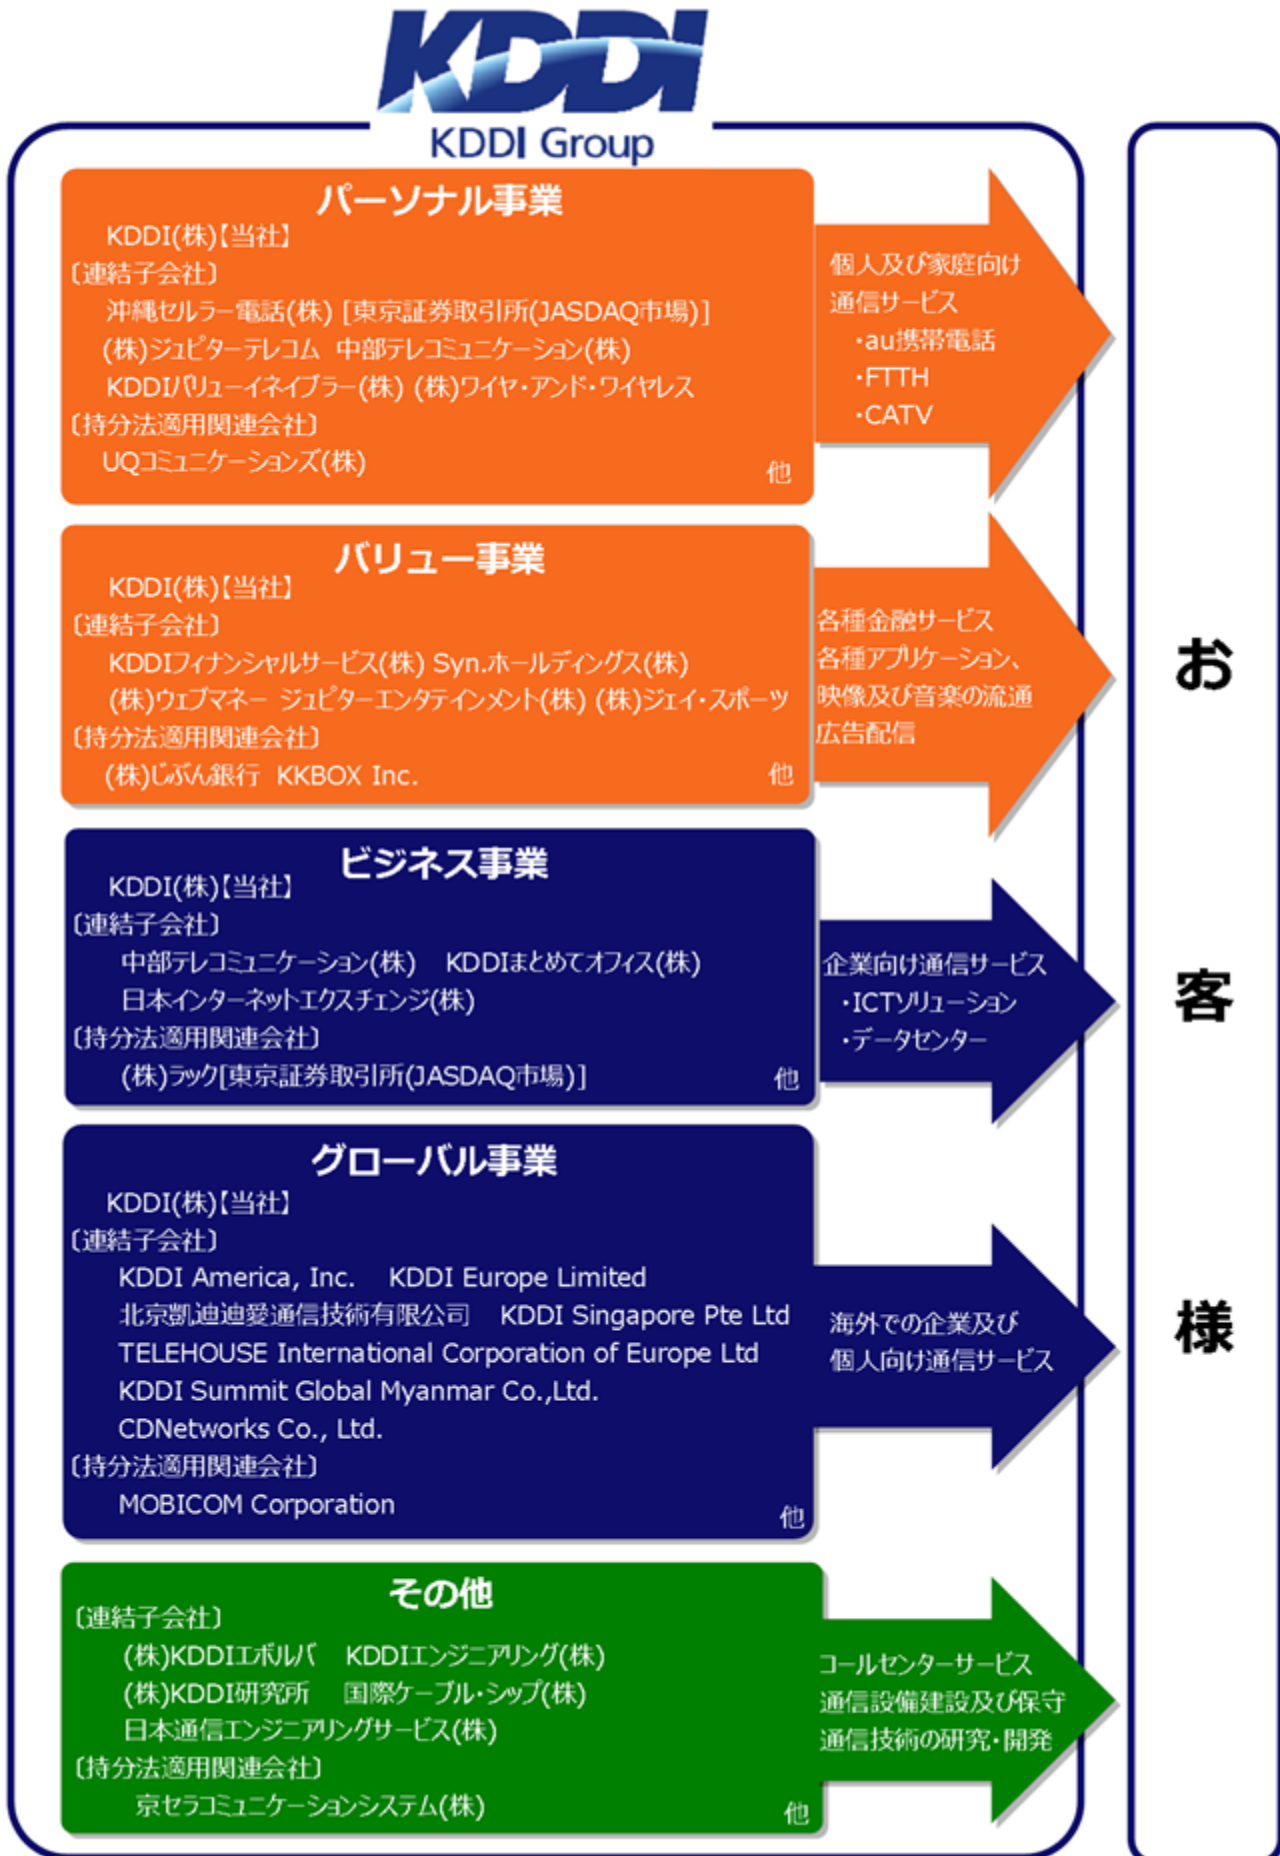 KDDI
KDDI Group
パーソナル事業
KDDI(株)【当社】
〔連結子会社〕
沖縄セルラー電話(株) [東京証券取引所(JASDAQ市場)]
(株)ジュピターテレコム 中部テレコミュニケーション(株)
KDDIバリューイネイブラー(株) (株)ワイヤ・アンド・ワイヤレス
〔持分法適用関連会社〕
UQコミュニケーションズ(株)
他
個人及び家庭向け
通信サービス
・au携帯電話
・FTTH
・CATV
バリュー事業
KDDI(株)【当社】
〔連結子会社〕
KDDIフィナンシャルサービス(株) Syn.ホールディングス(株)
(株)ウェブマネー ジュピターエンタテインメント(株) (株)ジェイ・スポーツ
〔持分法適用関連会社〕
(株)じぶん銀行 KKBOX Inc.
他
各種金融サービス
各種アプリケーション、
映像及び音楽の流通
広告配信
ビジネス事業
KDDI(株)【当社】
〔連結子会社〕
中部テレコミュニケーション(株) KDDIまとめてオフィス(株)
日本インターネットエクスチェンジ(株)
〔持分法適用関連会社〕
(株)ラック[東京証券取引所(JASDAQ市場)]
他
企業向け通信サービス
・ICTソリューション
・データセンター
グローバル事業
KDDI(株)【当社】
〔連結子会社〕
KDDI America, Inc. KDDI Europe Limited
北京凱迪迪愛通信技術有限公司 KDDI Singapore Pte Ltd
TELEHOUSE International Corporation of Europe Ltd
KDDI Summit Global Myanmar Co.,Ltd.
CDNetworks Co., Ltd.
〔持分法適用関連会社〕
MOBICOM Corporation
他
海外での企業及び
個人向け通信サービス
その他
〔連結子会社〕
(株)KDDIエボルバ KDDIエンジニアリング(株)
(株)KDDI研究所 国際ケーブル・シップ(株)
日本通信エンジニアリングサービス(株)
〔持分法適用関連会社〕
京セラコミュニケーションシステム(株)
他
コールセンターサービス
通信設備建設及び保守
通信技術の研究・開発
お
客
様